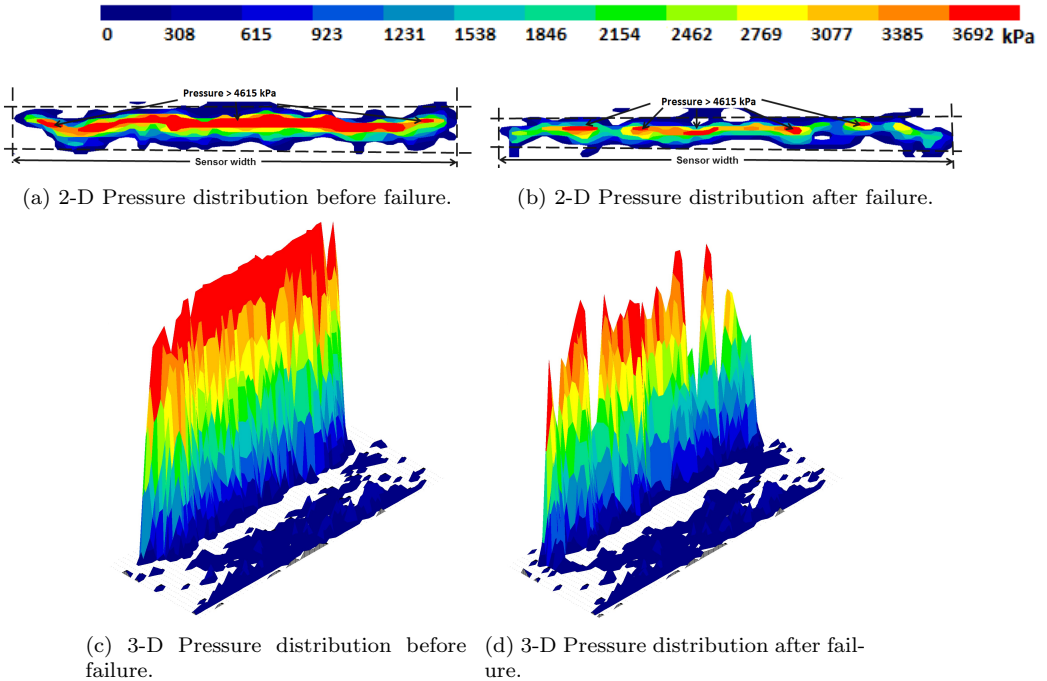 0 308 615 923 1231 1538 1846 2154 2462 2769 3077 3385 3692 kPa
Pressure > 4615 kPa
Sensor width
(a) 2-D Pressure distribution before failure.
Pressure > 4615 kPa
Sensor width
(b) 2-D Pressure distribution after failure.
(c) 3-D Pressure distribution before
failure.
(d) 3-D Pressure distribution after fail-
ure.